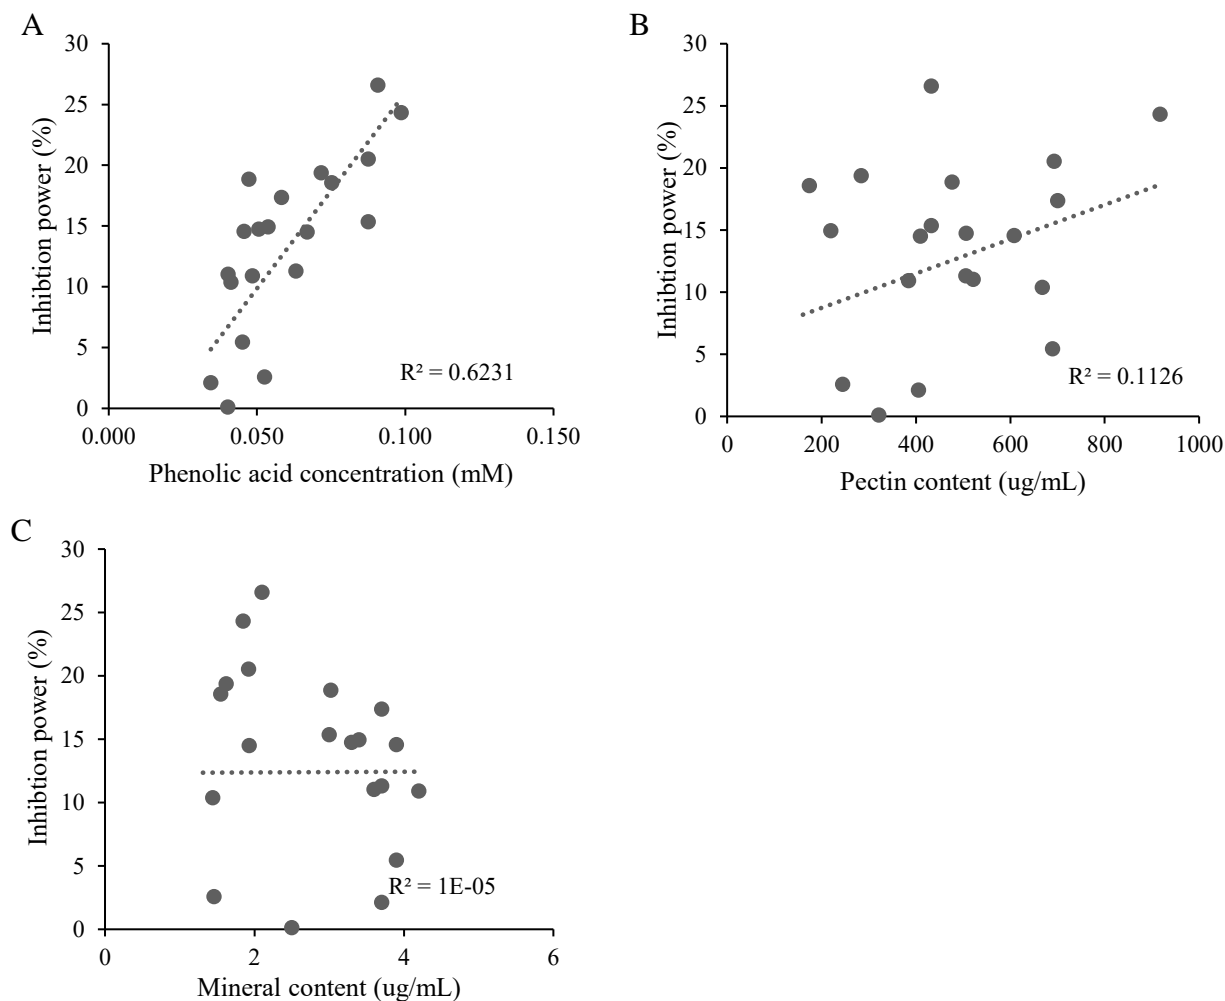 A
30
25
20
15
10
5
0
Inhibtion power (%)
R² = 0.6231
0.000 0.050 0.100 0.150
Phenolic acid concentration (mM)
B
30
25
20
15
10
5
0
Inhibtion power (%)
R² = 0.1126
0 200 400 600 800 1000
Pectin content (ug/mL)
C
30
25
20
15
10
5
0
Inhibtion power (%)
R² = 1E-05
0 2 4 6
Mineral content (ug/mL)